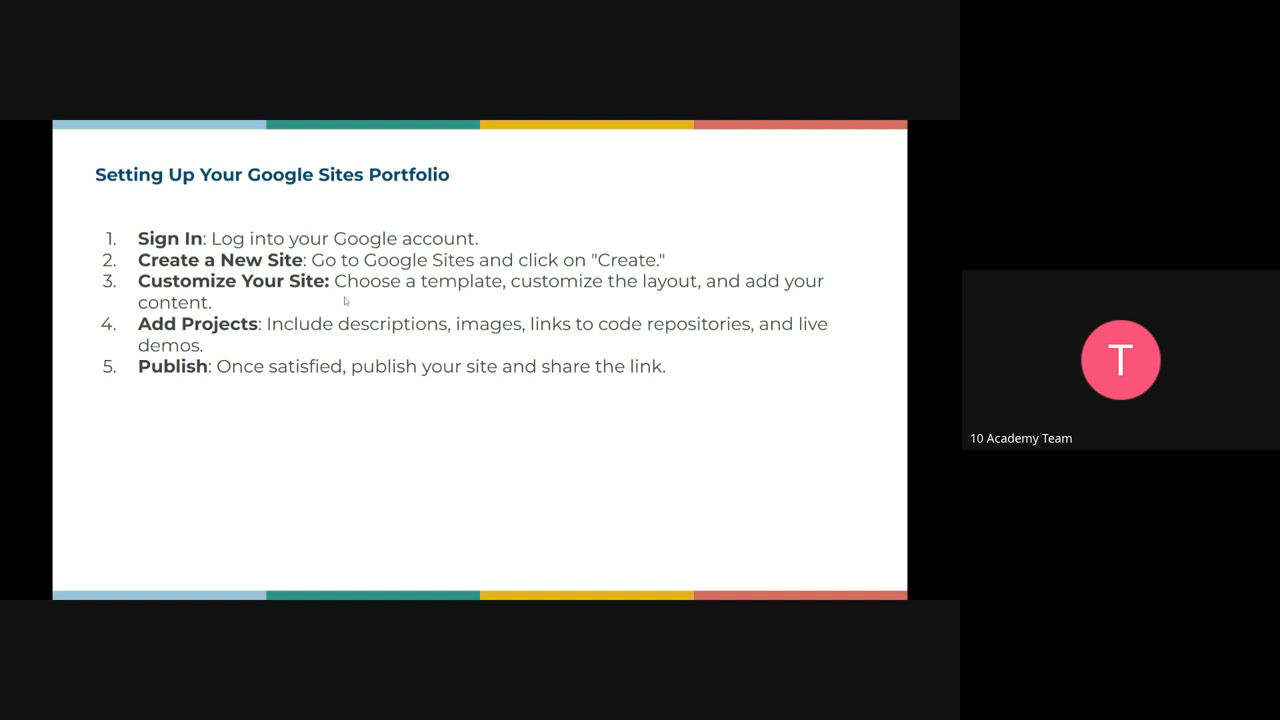 Setting Up Your Google Sites Portfolio
1. Sign In: Log into your Google account.
2. Create a New Site: Go to Google Sites and click on "Create."
3. Customize Your Site: Choose a template, customize the layout, and add your
content.
4. Add Projects: Include descriptions, images, links to code repositories, and live
demos.
5. Publish: Once satisfied, publish your site and share the link.
T
10 Academy Team